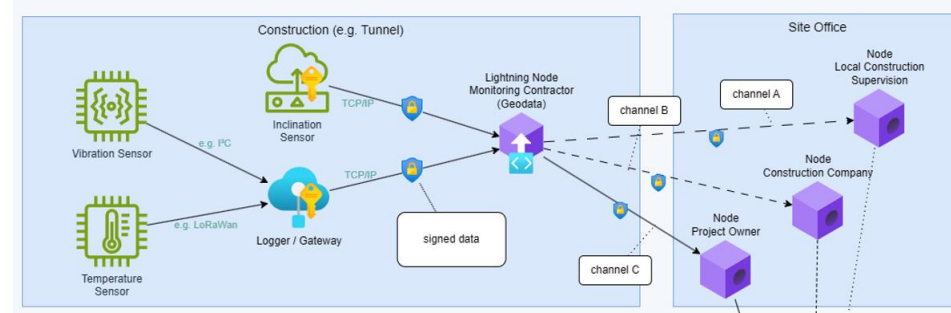 Construction (e.g. Tunnel)
Site Office
Vibration Sensor
e.g. I²C
Temperature
Sensor
e.g. LoRaWan
Inclination
Sensor
TCP/IP
Logger / Gateway
TCP/IP
signed data
Lightning Node
Monitoring Contractor
(Geodata)
channel B
channel A
channel C
Node
Local Construction
Supervision
Node
Construction Company
Node
Project Owner